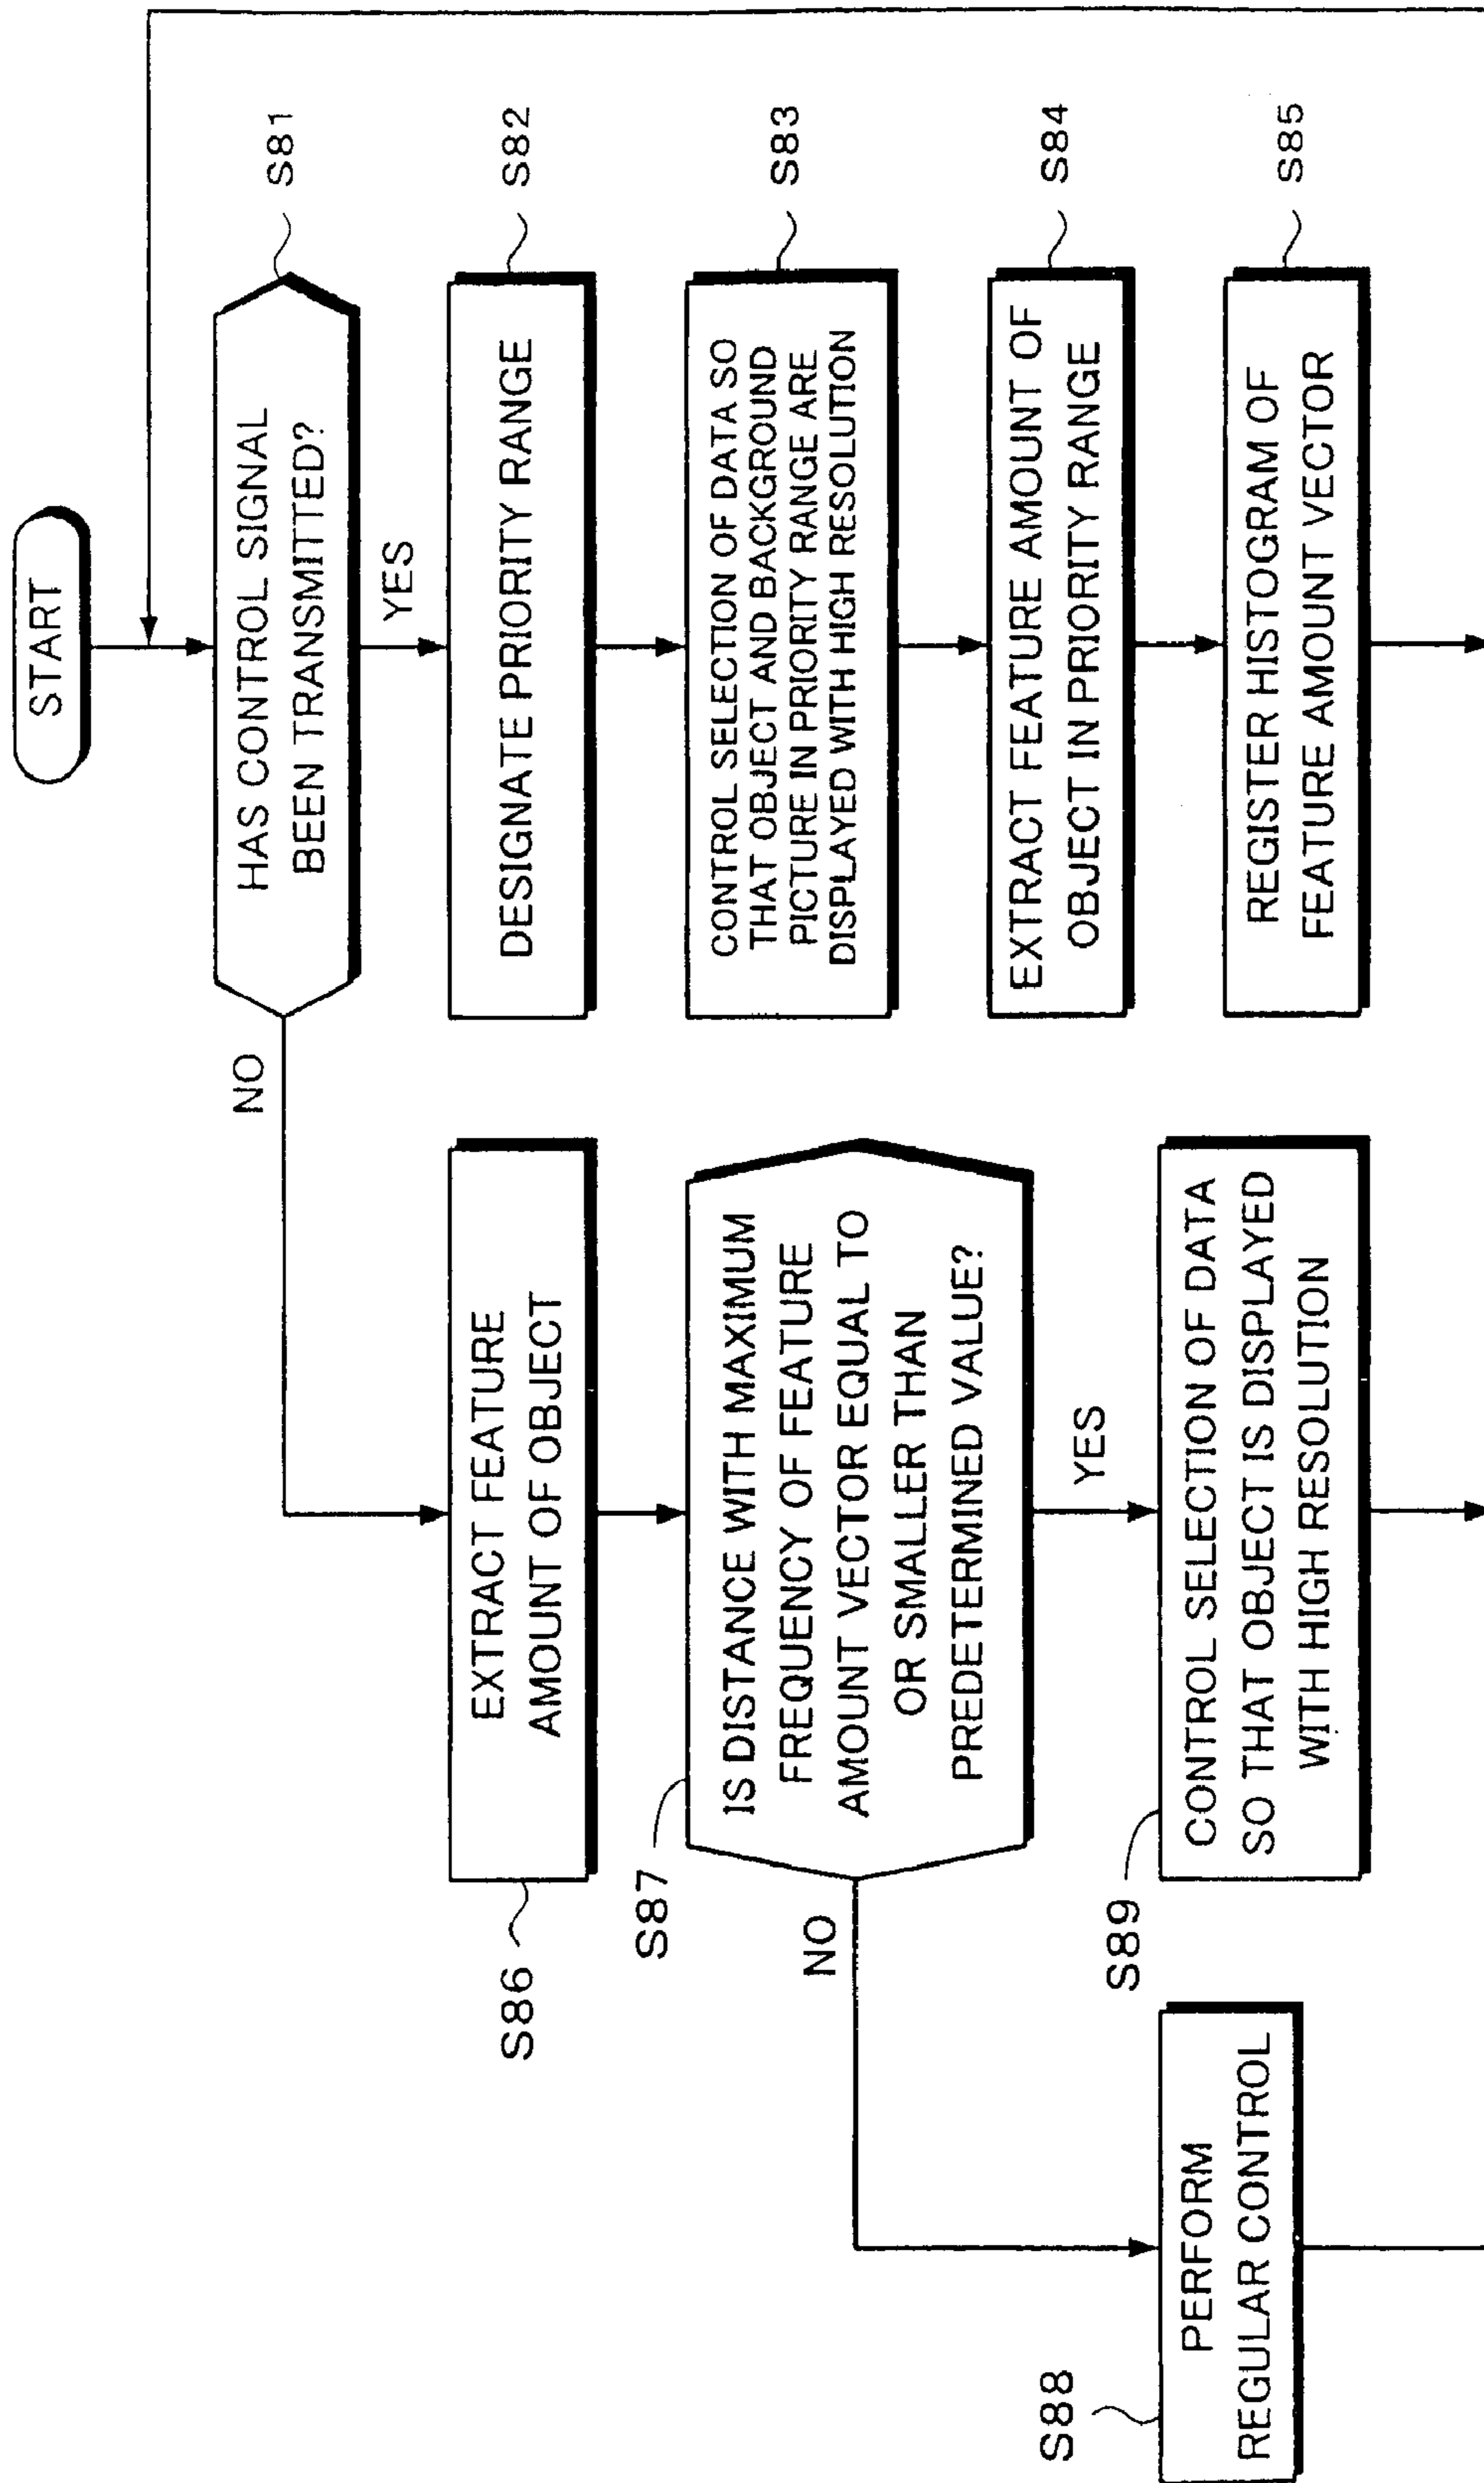 START
HAS CONTROL SIGNAL
BEEN TRANSMITTED?
S81
YES
NO
DESIGNATE PRIORITY RANGE
S82
CONTROL SELECTION OF DATA SO
THAT OBJECT AND BACKGROUND
PICTURE IN PRIORITY RANGE ARE
DISPLAYED WITH HIGH RESOLUTION
S83
EXTRACT FEATURE AMOUNT OF
OBJECT IN PRIORITY RANGE
S84
REGISTER HISTOGRAM OF
FEATURE AMOUNT VECTOR
S85
EXTRACT FEATURE
AMOUNT OF OBJECT
S86
IS DISTANCE WITH MAXIMUM
FREQUENCY OF FEATURE
AMOUNT VECTOR EQUAL TO
OR SMALLER THAN
PREDETERMINED VALUE?
S87
NO
YES
CONTROL SELECTION OF DATA
SO THAT OBJECT IS DISPLAYED
WITH HIGH RESOLUTION
S89
PERFORM
REGULAR CONTROL
S88